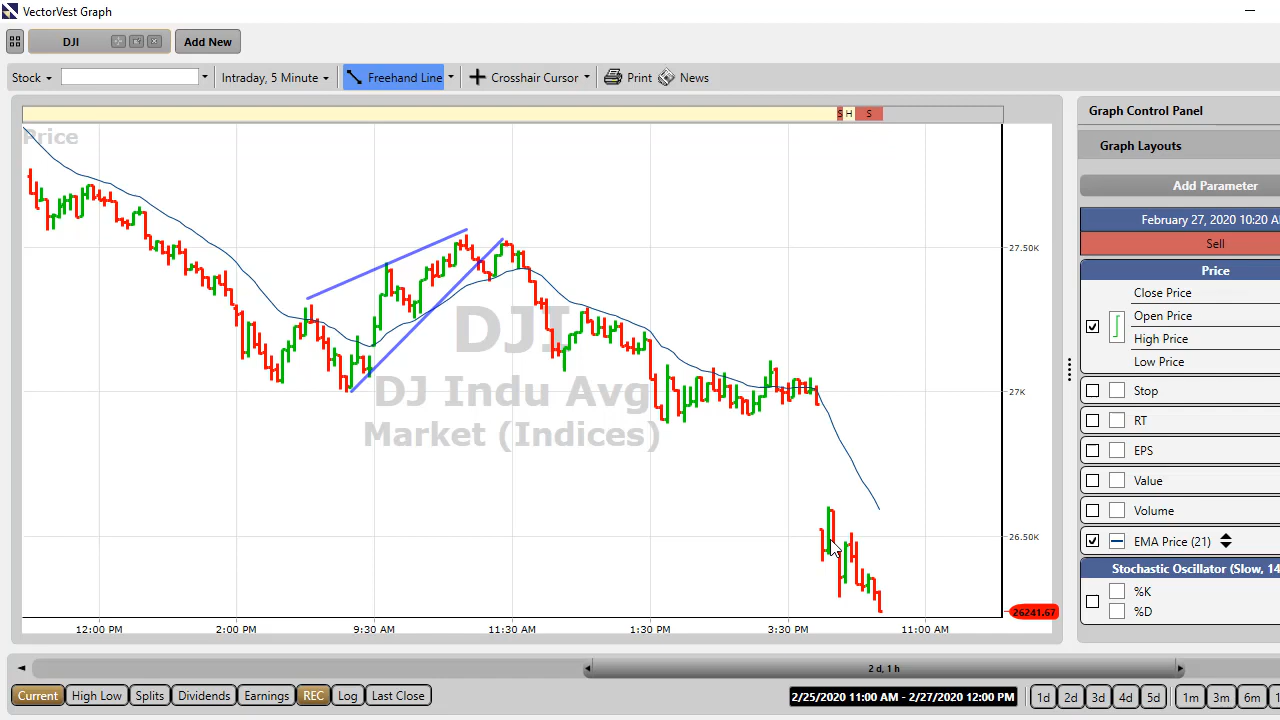 VectorVest Graph
DJI
Add New
Stock
Intraday, 5 Minute
Freehand Line
Crosshair Cursor
Print
News
S H S
Price
27.50K
27K
26.50K
26241.67
DJI
DJ Indu Avg
Market (Indices)
12:00 PM 2:00 PM 9:30 AM 11:30 AM 1:30 PM 3:30 PM 11:00 AM
Graph Control Panel
Graph Layouts
Add Parameter
February 27, 2020 10:20 A
Sell
Price
Close Price
Open Price
High Price
Low Price
Stop
RT
EPS
Value
Volume
EMA Price (21)
Stochastic Oscillator (Slow, 14
%K
%D
2 d, 1 h
Current High Low Splits Dividends Earnings REC Log Last Close
2/25/2020 11:00 AM - 2/27/2020 12:00 PM
1d 2d 3d 4d 5d 1m 3m 6m 1